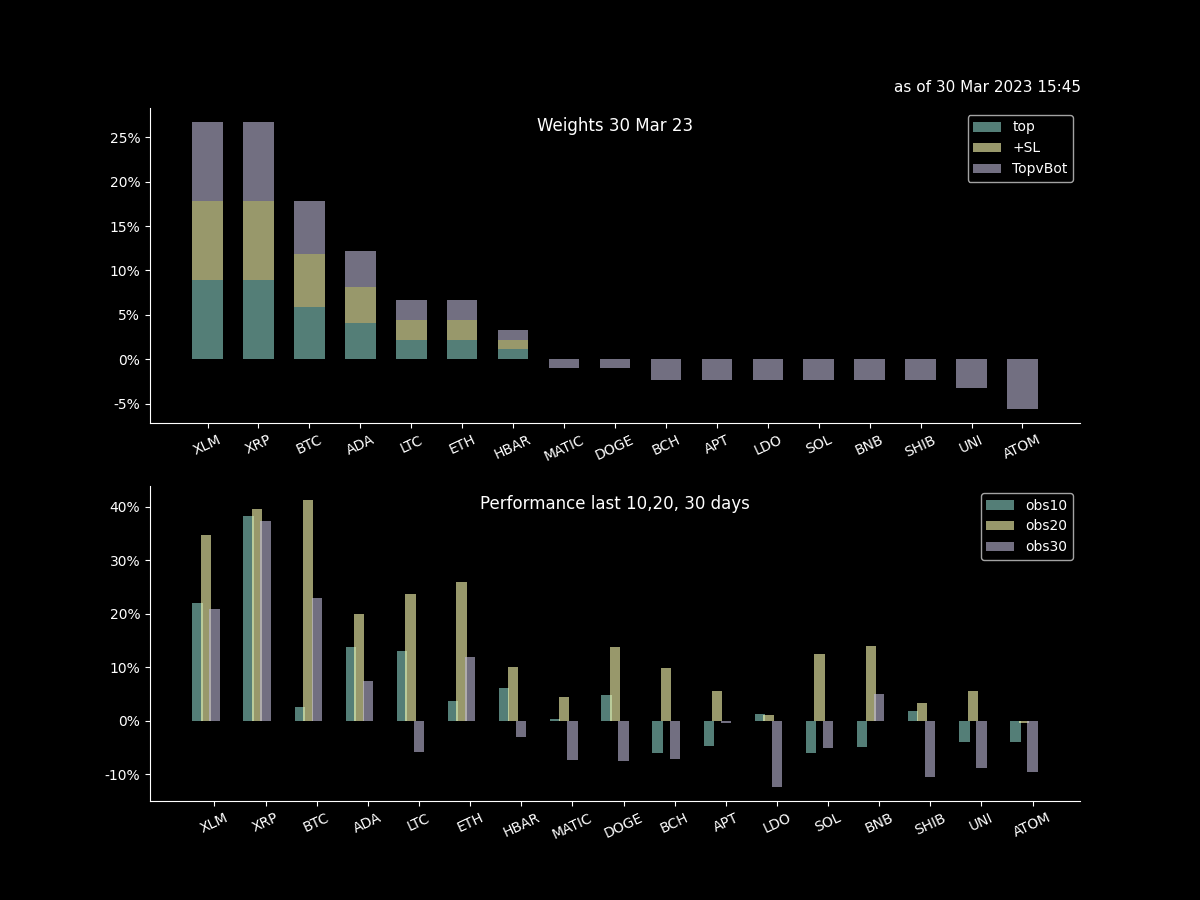 as of 30 Mar 2023 15:45
Weights 30 Mar 23
top
+SL
TopvBot
25%
20%
15%
10%
5%
0%
-5%
XLM XRP BTC ADA LTC ETH HBAR MATIC DOGE BCH APT LDO SOL BNB SHIB UNI ATOM
Performance last 10,20, 30 days
obs10
obs20
obs30
40%
30%
20%
10%
0%
-10%
XLM XRP BTC ADA LTC ETH HBAR MATIC DOGE BCH APT LDO SOL BNB SHIB UNI ATOM